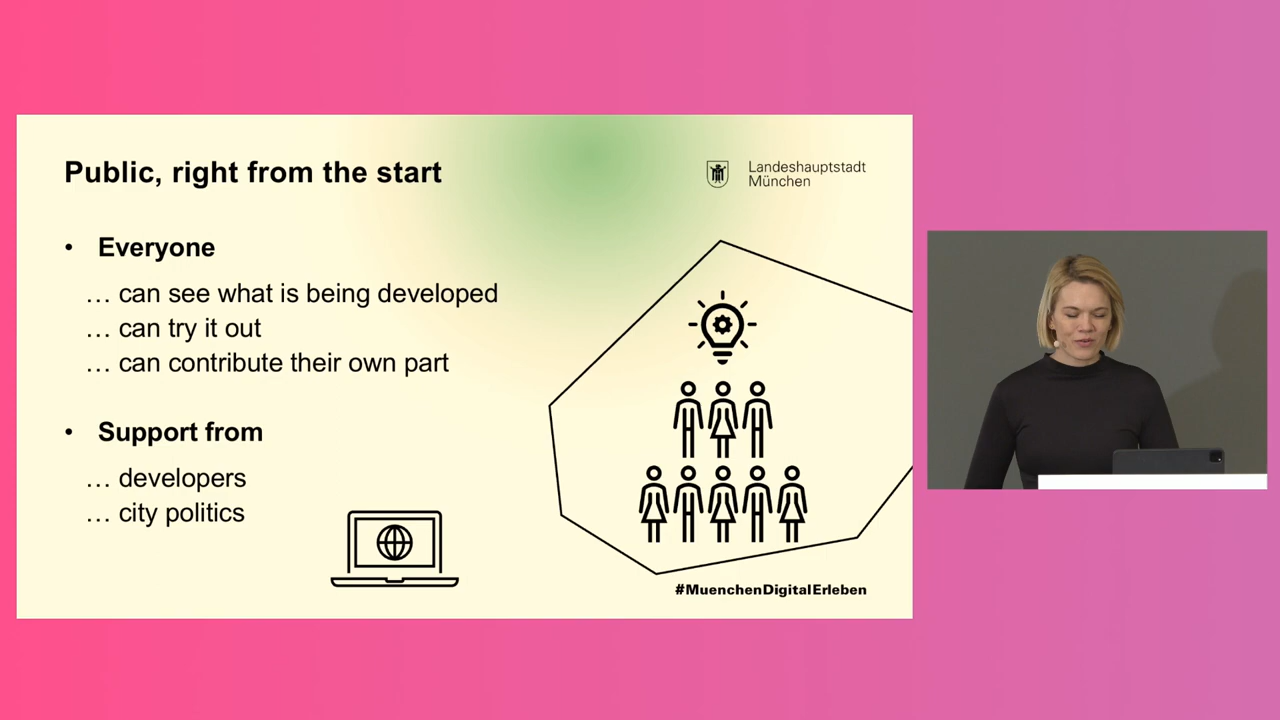 Public, right from the start
Landeshauptstadt
München
• Everyone
… can see what is being developed
… can try it out
… can contribute their own part
• Support from
… developers
… city politics
#MuenchenDigitalErleben